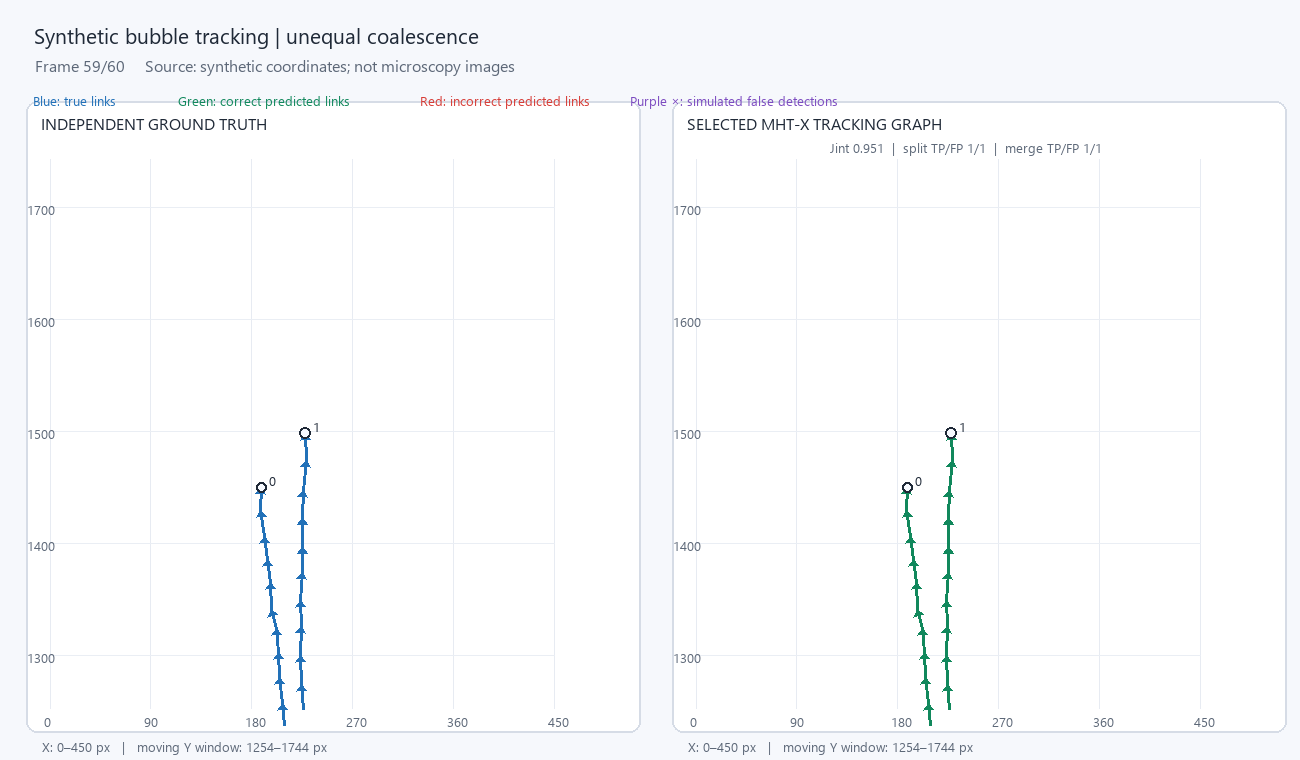 Synthetic bubble tracking | unequal coalescence
Frame 59/60 Source: synthetic coordinates; not microscopy images
Blue: true links Green: correct predicted links Red: incorrect predicted links Purple ×: simulated false detections
INDEPENDENT GROUND TRUTH
1700
1600
1500
1400
1300
1
0
0 90 180 270 360 450
X: 0–450 px | moving Y window: 1254–1744 px
SELECTED MHT-X TRACKING GRAPH
Jint 0.951 | split TP/FP 1/1 | merge TP/FP 1/1
1700
1600
1500
1400
1300
1
0
0 90 180 270 360 450
X: 0–450 px | moving Y window: 1254–1744 px